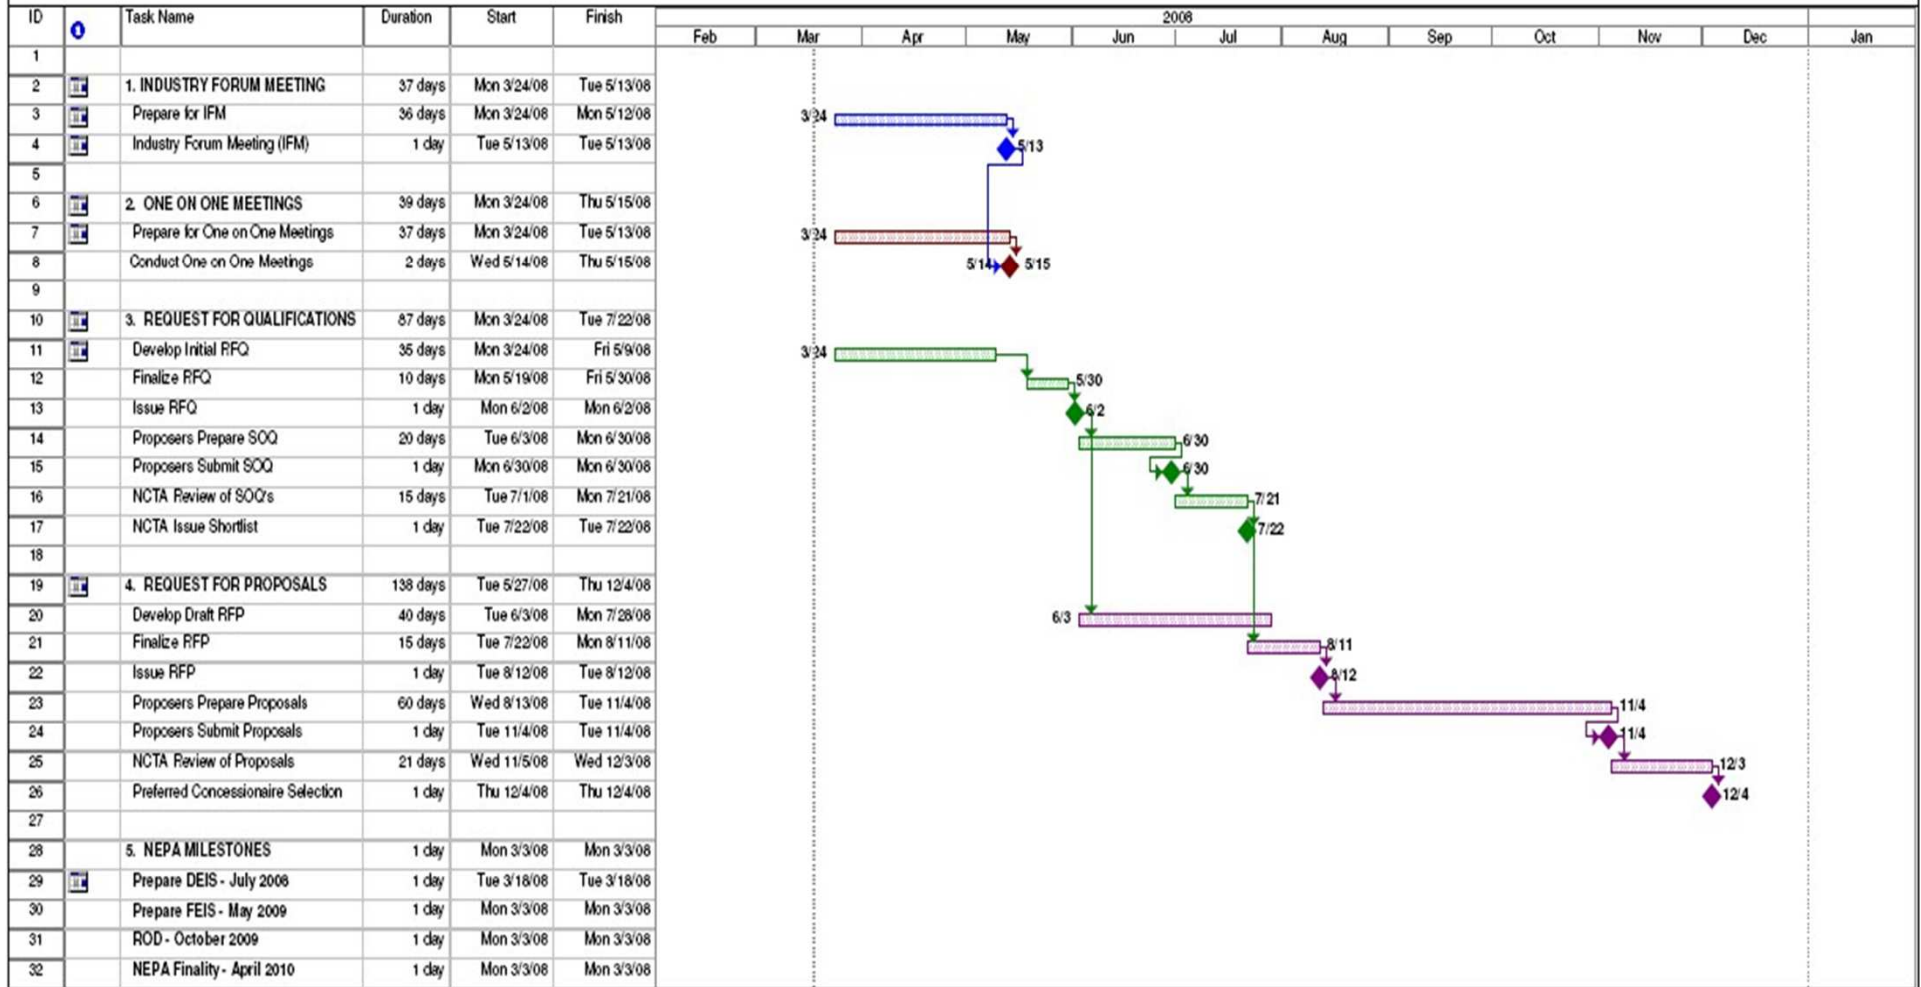 ID Task Name Duration Start Finish 2008
Feb Mar Apr May Jun Jul Aug Sep Oct Nov Dec Jan
1
2 1. INDUSTRY FORUM MEETING 37 days Mon 3/24/08 Tue 5/13/08
3 Prepare for IFM 36 days Mon 3/24/08 Mon 5/12/08 3/24
4 Industry Forum Meeting (IFM) 1 day Tue 5/13/08 Tue 5/13/08 5/13
5
6 2. ONE ON ONE MEETINGS 39 days Mon 3/24/08 Thu 5/15/08
7 Prepare for One on One Meetings 37 days Mon 3/24/08 Tue 5/13/08 3/24
8 Conduct One on One Meetings 2 days Wed 5/14/08 Thu 5/15/08 5/14 5/15
9
10 3. REQUEST FOR QUALIFICATIONS 87 days Mon 3/24/08 Tue 7/22/08
11 Develop Initial RFQ 35 days Mon 3/24/08 Fri 5/9/08 3/24
12 Finalize RFQ 10 days Mon 5/19/08 Fri 5/30/08 5/30
13 Issue RFQ 1 day Mon 6/2/08 Mon 6/2/08 6/2
14 Proposers Prepare SOQ 20 days Tue 6/3/08 Mon 6/30/08 6/30
15 Proposers Submit SOQ 1 day Mon 6/30/08 Mon 6/30/08 6/30
16 NCTA Review of SOQ's 15 days Tue 7/1/08 Mon 7/21/08 7/21
17 NCTA Issue Shortlist 1 day Tue 7/22/08 Tue 7/22/08 7/22
18
19 4. REQUEST FOR PROPOSALS 138 days Tue 5/27/08 Thu 12/4/08
20 Develop Draft RFP 40 days Tue 6/3/08 Mon 7/28/08 6/3
21 Finalize RFP 15 days Tue 7/22/08 Mon 8/11/08 8/11
22 Issue RFP 1 day Tue 8/12/08 Tue 8/12/08 8/12
23 Proposers Prepare Proposals 60 days Wed 8/13/08 Tue 11/4/08 11/4
24 Proposers Submit Proposals 1 day Tue 11/4/08 Tue 11/4/08 11/4
25 NCTA Review of Proposals 21 days Wed 11/5/08 Wed 12/3/08 12/3
26 Preferred Concessionaire Selection 1 day Thu 12/4/08 Thu 12/4/08 12/4
27
28 5. NEPA MILESTONES 1 day Mon 3/3/08 Mon 3/3/08
29 Prepare DEIS - July 2008 1 day Tue 3/18/08 Tue 3/18/08
30 Prepare FEIS - May 2009 1 day Mon 3/3/08 Mon 3/3/08
31 ROD - October 2009 1 day Mon 3/3/08 Mon 3/3/08
32 NEPA Finality - April 2010 1 day Mon 3/3/08 Mon 3/3/08